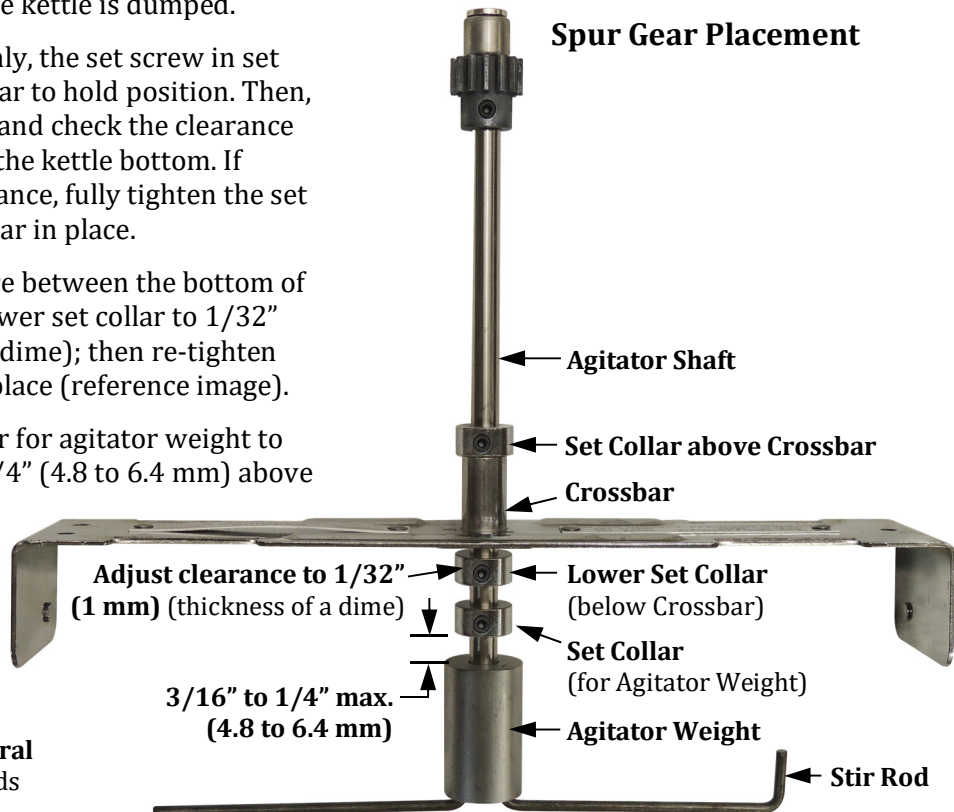 e kettle is dumped.
ly, the set screw in set
ar to hold position. Then,
and check the clearance
the kettle bottom. If
ance, fully tighten the set
ar in place.
e between the bottom of
wer set collar to 1/32”
dime); then re-tighten
place (reference image).
r for agitator weight to
/4” (4.8 to 6.4 mm) above
Spur Gear Placement
Agitator Shaft
Set Collar above Crossbar
Crossbar
Adjust clearance to 1/32”
(1 mm) (thickness of a dime)
Lower Set Collar
(below Crossbar)
Set Collar
(for Agitator Weight)
3/16” to 1/4” max.
(4.8 to 6.4 mm)
Agitator Weight
ral
ds
Stir Rod